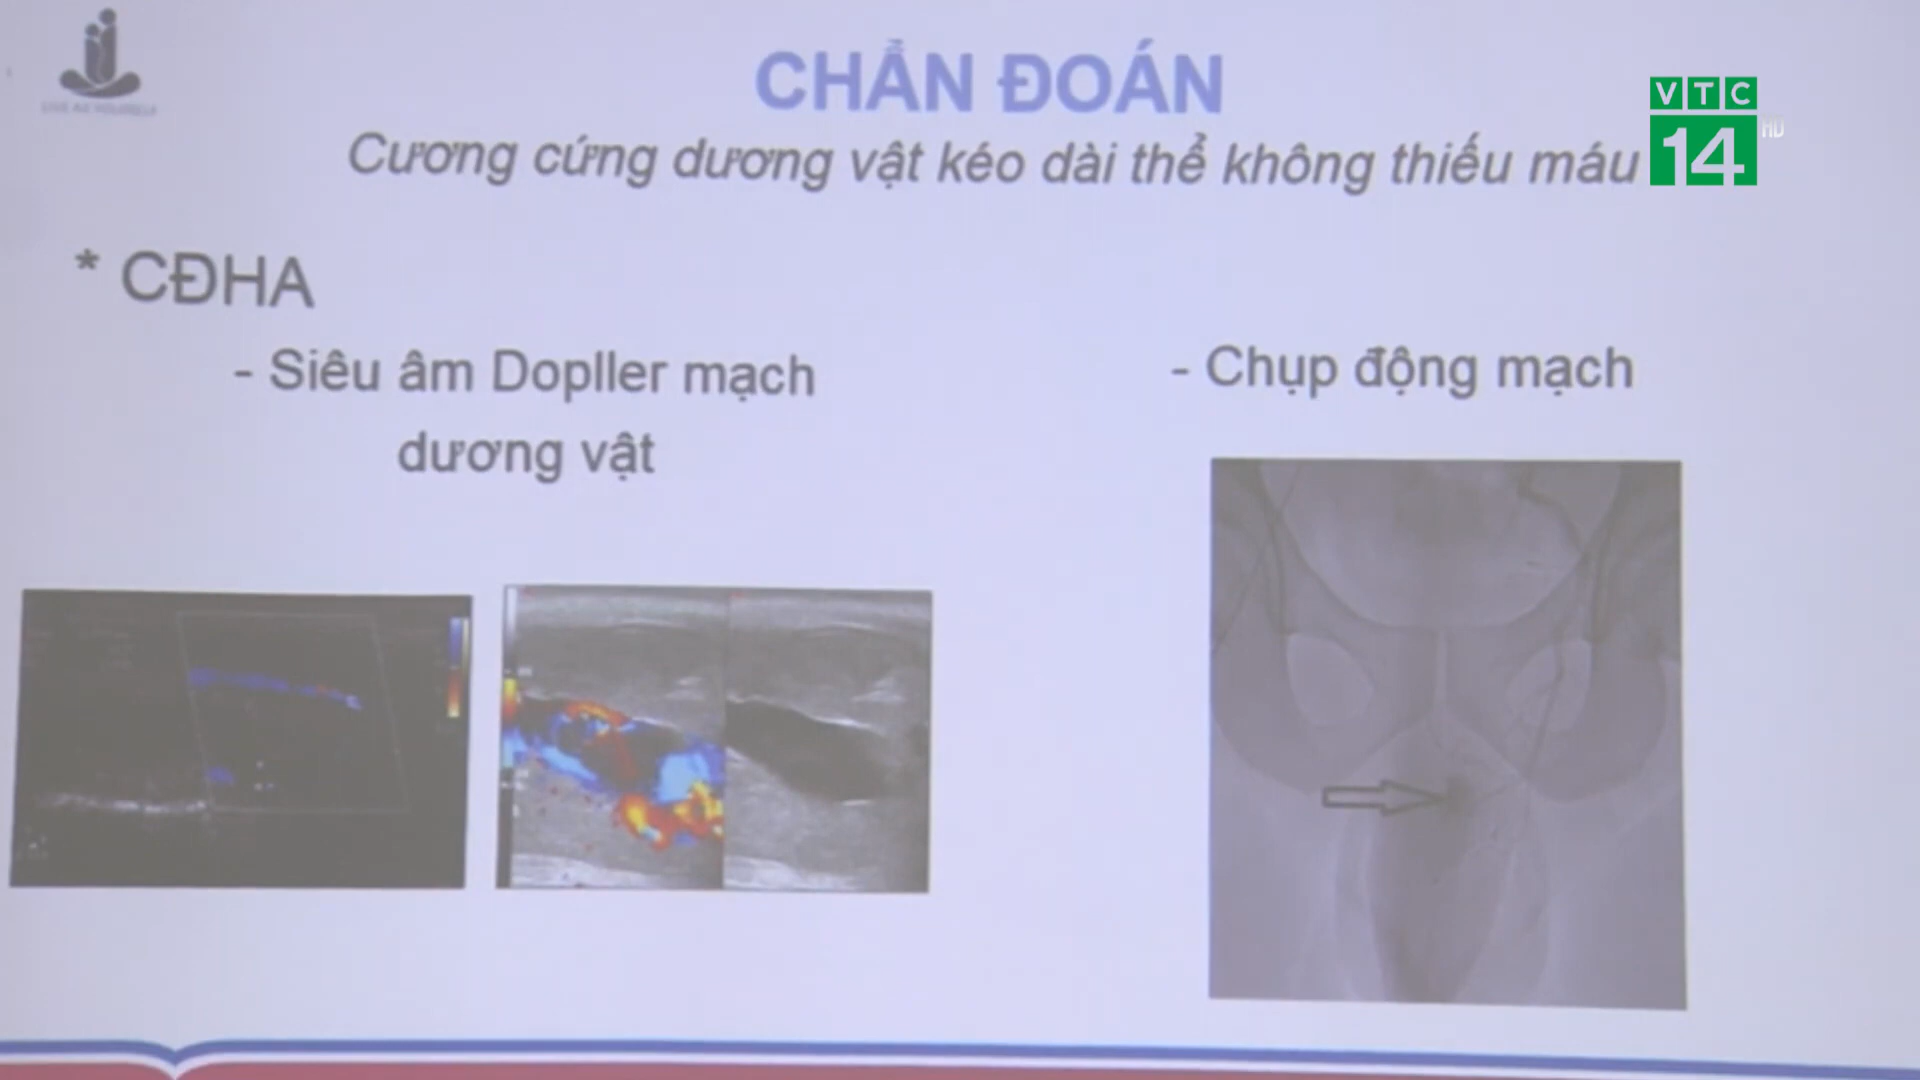 CHẨN ĐOÁN
VTC
14
HD
Cương cứng dương vật kéo dài thể không thiếu máu
* CĐHA
- Siêu âm Dopller mạch
dương vật
- Chụp động mạch